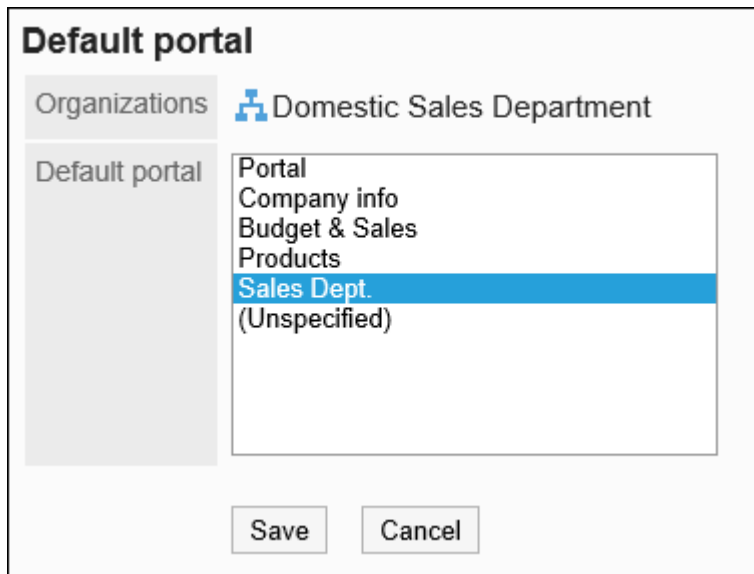 Default portal
Organizations Domestic Sales Department
Default portal
Portal
Company info
Budget & Sales
Products
Sales Dept.
(Unspecified)
Save Cancel